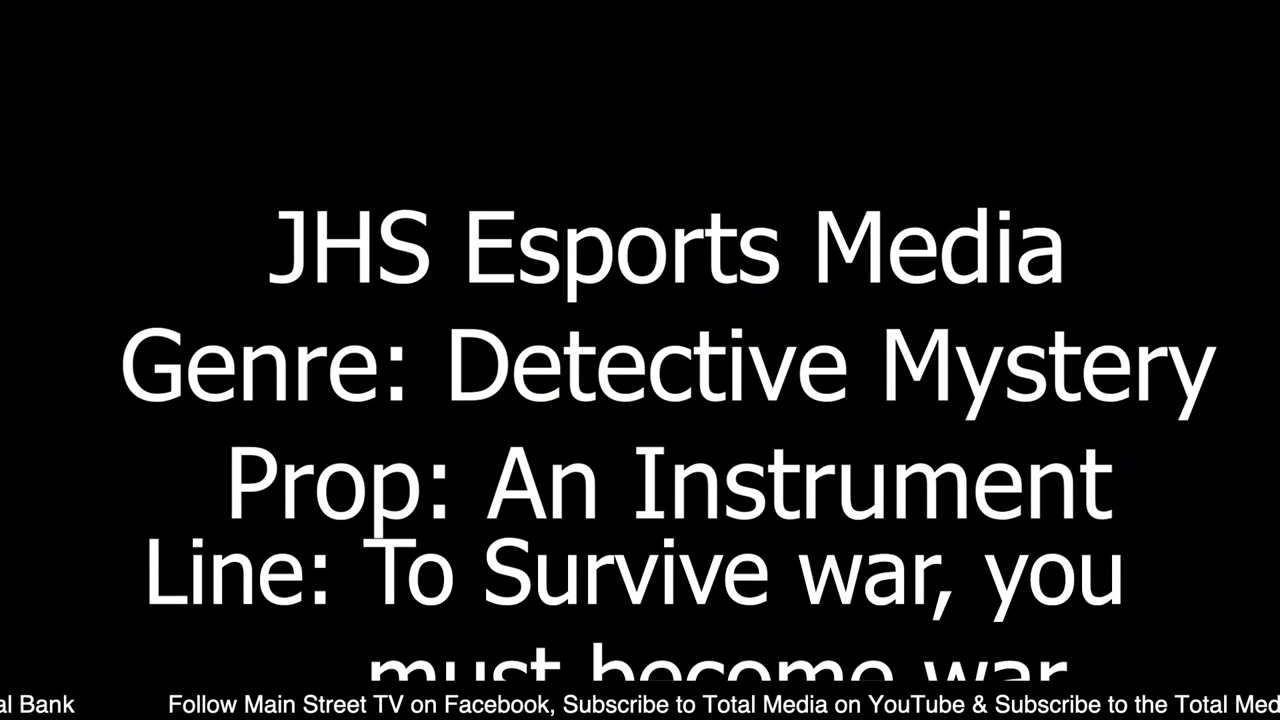 JHS Esports Media
Genre: Detective Mystery
Prop: An Instrument
Line: To Survive war, you
must become war
al Bank Follow Main Street TV on Facebook, Subscribe to Total Media on YouTube & Subscribe to the Total Med